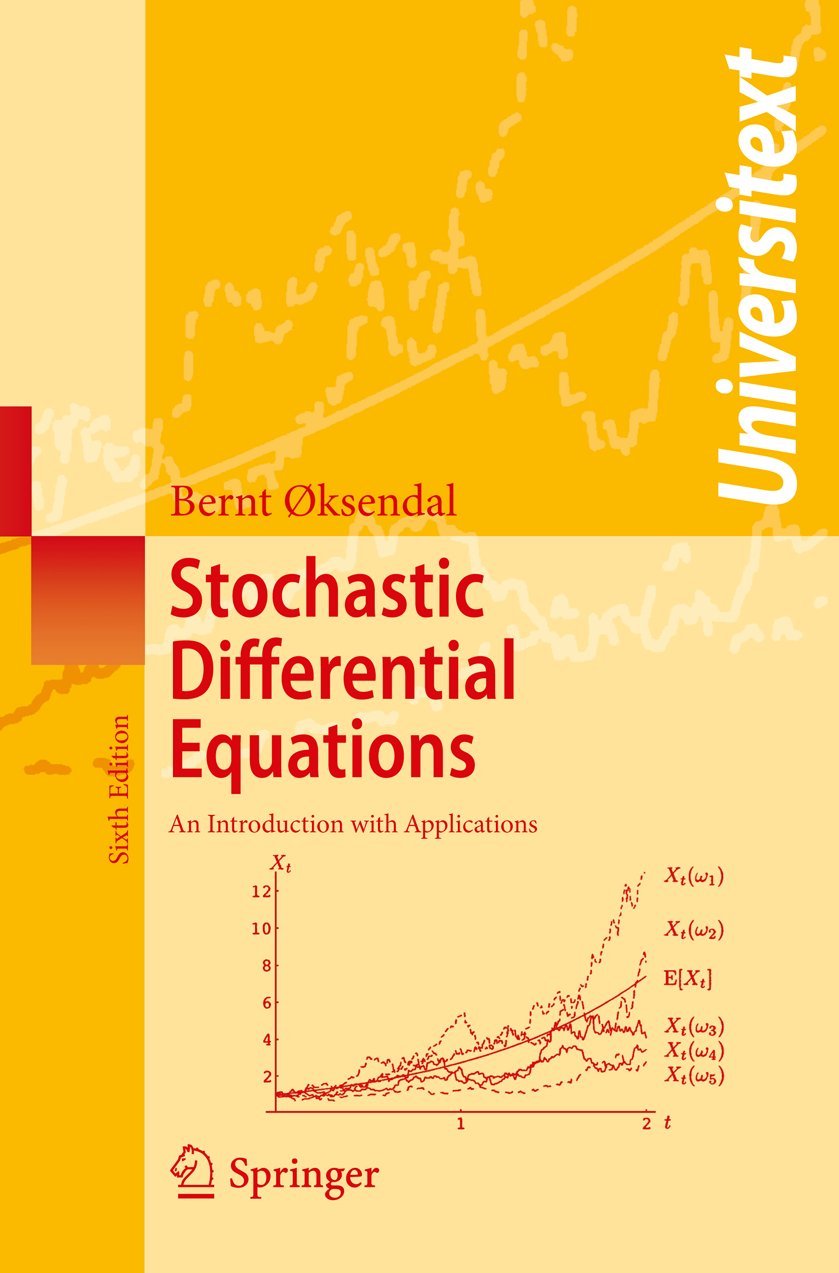 Universitext
Bernt Øksendal
Stochastic
Differential
Equations
Sixth Edition
An Introduction with Applications
X_t
12
10
8
6
4
2
1
2
t
X_t(ω_1)
X_t(ω_2)
E[X_t]
X_t(ω_3)
X_t(ω_4)
X_t(ω_5)
Springer